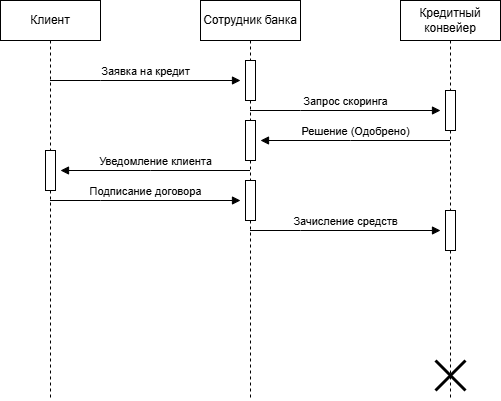 Клиент
Сотрудник банка
Кредитный
конвейер
Заявка на кредит
Запрос скоринга
Решение (Одобрено)
Уведомление клиента
Подписание договора
Зачисление средств